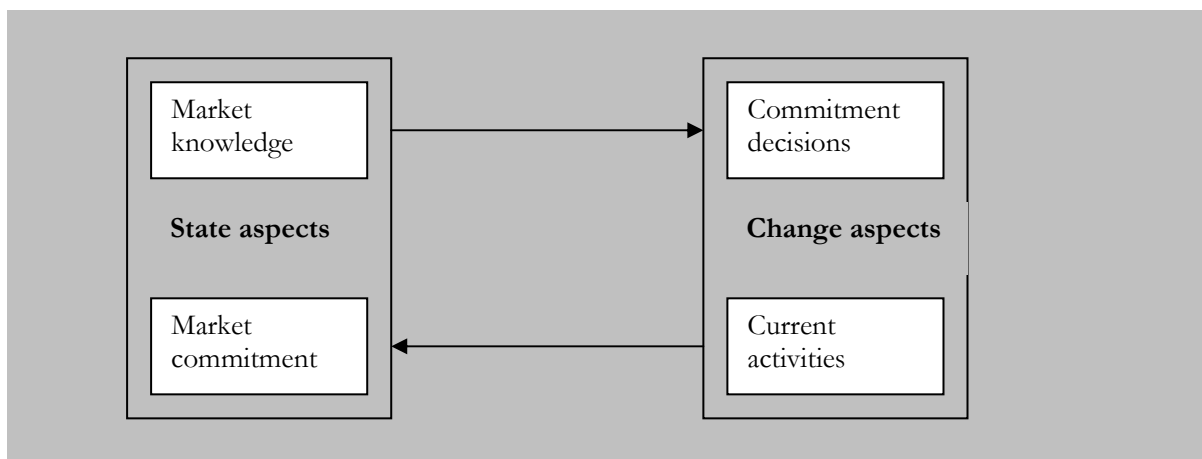 Market
knowledge
State aspects
Market
commitment
Commitment
decisions
Change aspects
Current
activities